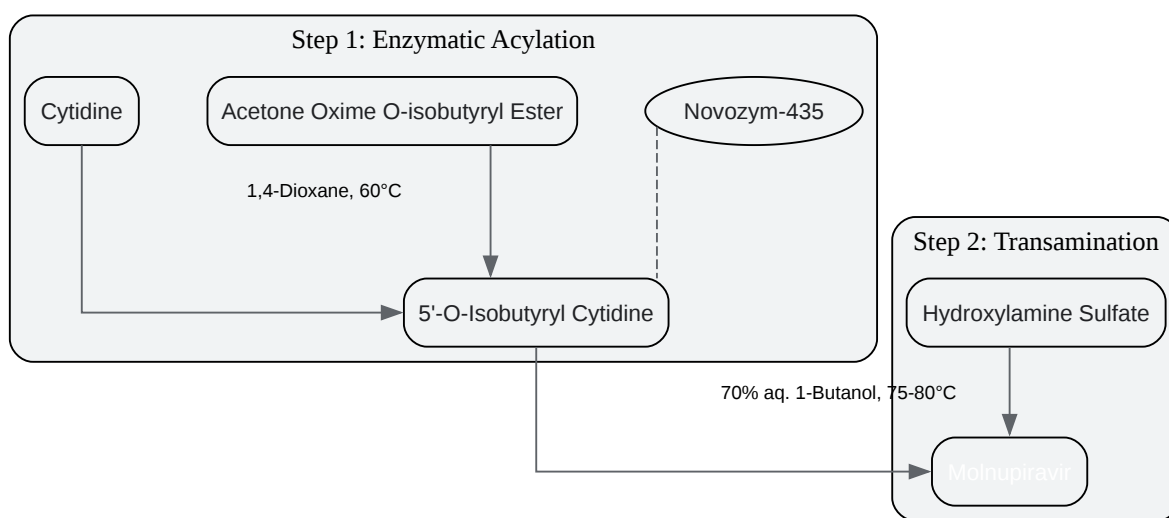 Step 1: Enzymatic Acylation
Cytidine
Acetone Oxime O-isobutyryl Ester
Novozym-435
1,4-Dioxane, 60°C
5'-O-Isobutyryl Cytidine
Step 2: Transamination
Hydroxylamine Sulfate
70% aq. 1-Butanol, 75-80°C
Molnupiravir